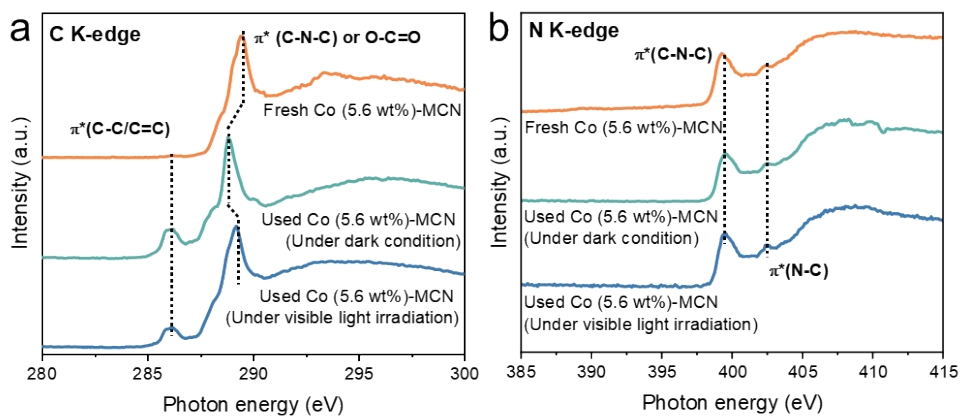 a
C K-edge
π* (C-N-C) or O-C=O
Fresh Co (5.6 wt%)-MCN
π*(C-C/C=C)
Used Co (5.6 wt%)-MCN
(Under dark condition)
Used Co (5.6 wt%)-MCN
(Under visible light irradiation)
Intensity (a.u.)
280 285 290 295 300
Photon energy (eV)
b
N K-edge
π*(C-N-C)
Fresh Co (5.6 wt%)-MCN
Used Co (5.6 wt%)-MCN
(Under dark condition)
π*(N-C)
Used Co (5.6 wt%)-MCN
(Under visible light irradiation)
Intensity (a.u.)
385 390 395 400 405 410 415
Photon energy (eV)